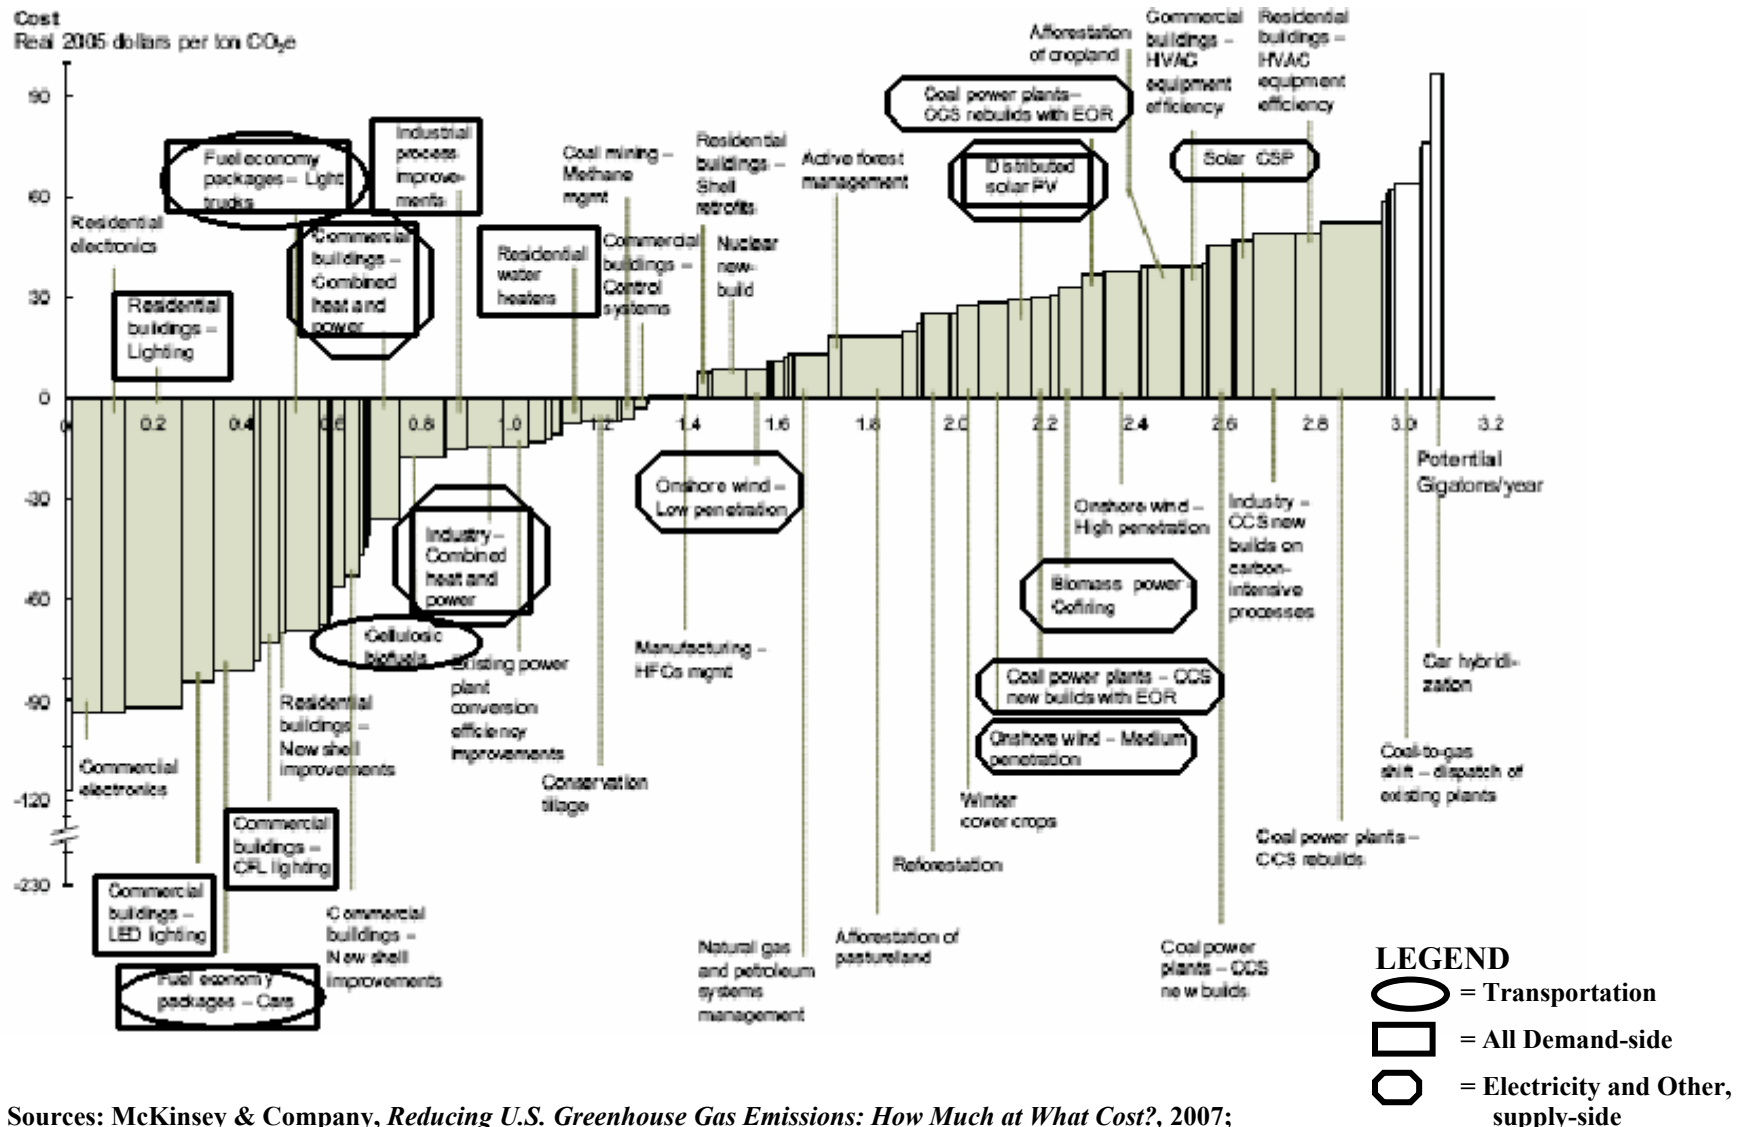 Cost
Real 2005 dollars per ton CO₂e
90
60
30
0
-30
-60
-90
-120
-230
0
0.2
0.4
0.6
0.8
1.0
1.2
1.4
1.6
1.8
2.0
2.2
2.4
2.6
2.8
3.0
3.2
Potential
Gigatons/year
Residential
electronics
Residential
buildings –
Lighting
Fuel economy
packages – Light
trucks
Commercial
buildings –
Combined
heat and
power
Industrial
process
improve-
ments
Residential
water
heaters
Coal mining –
Methane
mgmt
Commercial
buildings –
Control
systems
Residential
buildings –
Shell
retrofits
Nuclear
new-
build
Active forest
management
Coal power plants–
CCS rebuilds with EOR
Distributed
solar PV
Afforestation
of cropland
Commercial
buildings –
HVAC
equipment
efficiency
Residential
buildings –
HVAC
equipment
efficiency
Solar CSP
Commercial
electronics
Commercial
buildings –
LED lighting
Fuel economy
packages – Cars
Commercial
buildings –
CFL lighting
Residential
buildings –
New shell
improvements
Commercial
buildings –
New shell
improvements
Cellulosic
biofuels
Industry –
Combined
heat and
power
Existing power
plant
conversion
efficiency
improvements
Conservation
tillage
Manufacturing –
HFCs mgmt
Onshore wind –
Low penetration
Natural gas
and petroleum
systems
management
Afforestation of
pastureland
Reforestation
Winter
cover crops
Onshore wind – Medium
penetration
Coal power plants – CCS
new builds with EOR
Biomass power -
Cofiring
Onshore wind –
High penetration
Coal power
plants – CCS
new builds
Industry –
CCS new
builds on
carbon-
intensive
processes
Coal power plants –
CCS rebuilds
Coal-to-gas
shift – dispatch of
existing plants
Car hybridi-
zation
LEGEND
= Transportation
= All Demand-side
= Electricity and Other,
supply-side
Sources: McKinsey & Company, Reducing U.S. Greenhouse Gas Emissions: How Much at What Cost?, 2007;